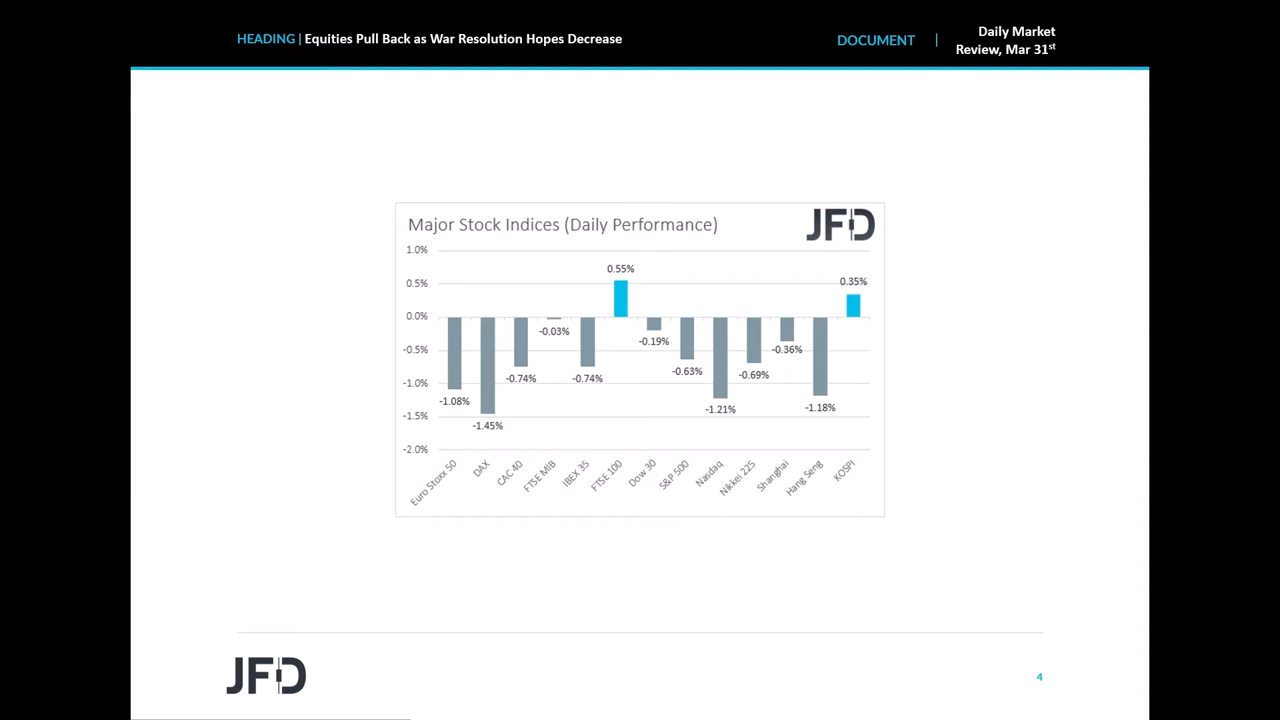 HEADING | Equities Pull Back as War Resolution Hopes Decrease
DOCUMENT |
Daily Market
Review, Mar 31st
Major Stock Indices (Daily Performance)
JFD
1.0%
0.5%
0.0%
-0.5%
-1.0%
-1.5%
-2.0%
-1.08%
-1.45%
-0.74%
-0.03%
-0.74%
0.55%
-0.19%
-0.63%
-1.21%
-0.69%
-0.36%
-1.18%
0.35%
Euro Stoxx 50
DAX
CAC 40
FTSE MIB
IBEX 35
FTSE 100
Dow 30
S&P 500
Nasdaq
Nikkei 225
Shanghai
Hang Seng
KOSPI
JFD
4